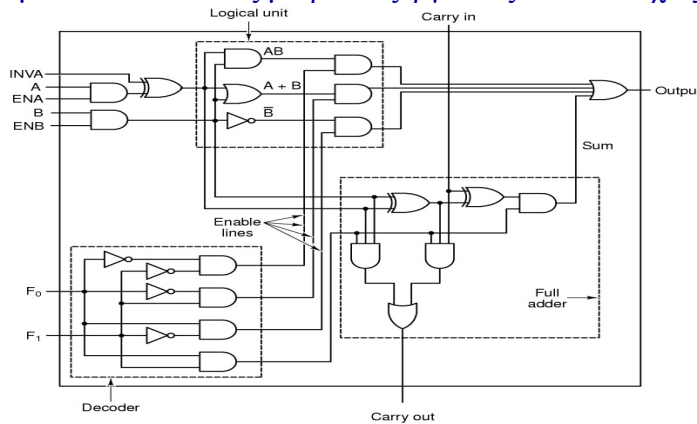 Logical unit
Carry in
AB
INVA
A
ENA
A + B
B
ENB
B̅
Output
Sum
Enable
lines
F₀
Full
adder
F₁
Decoder
Carry out